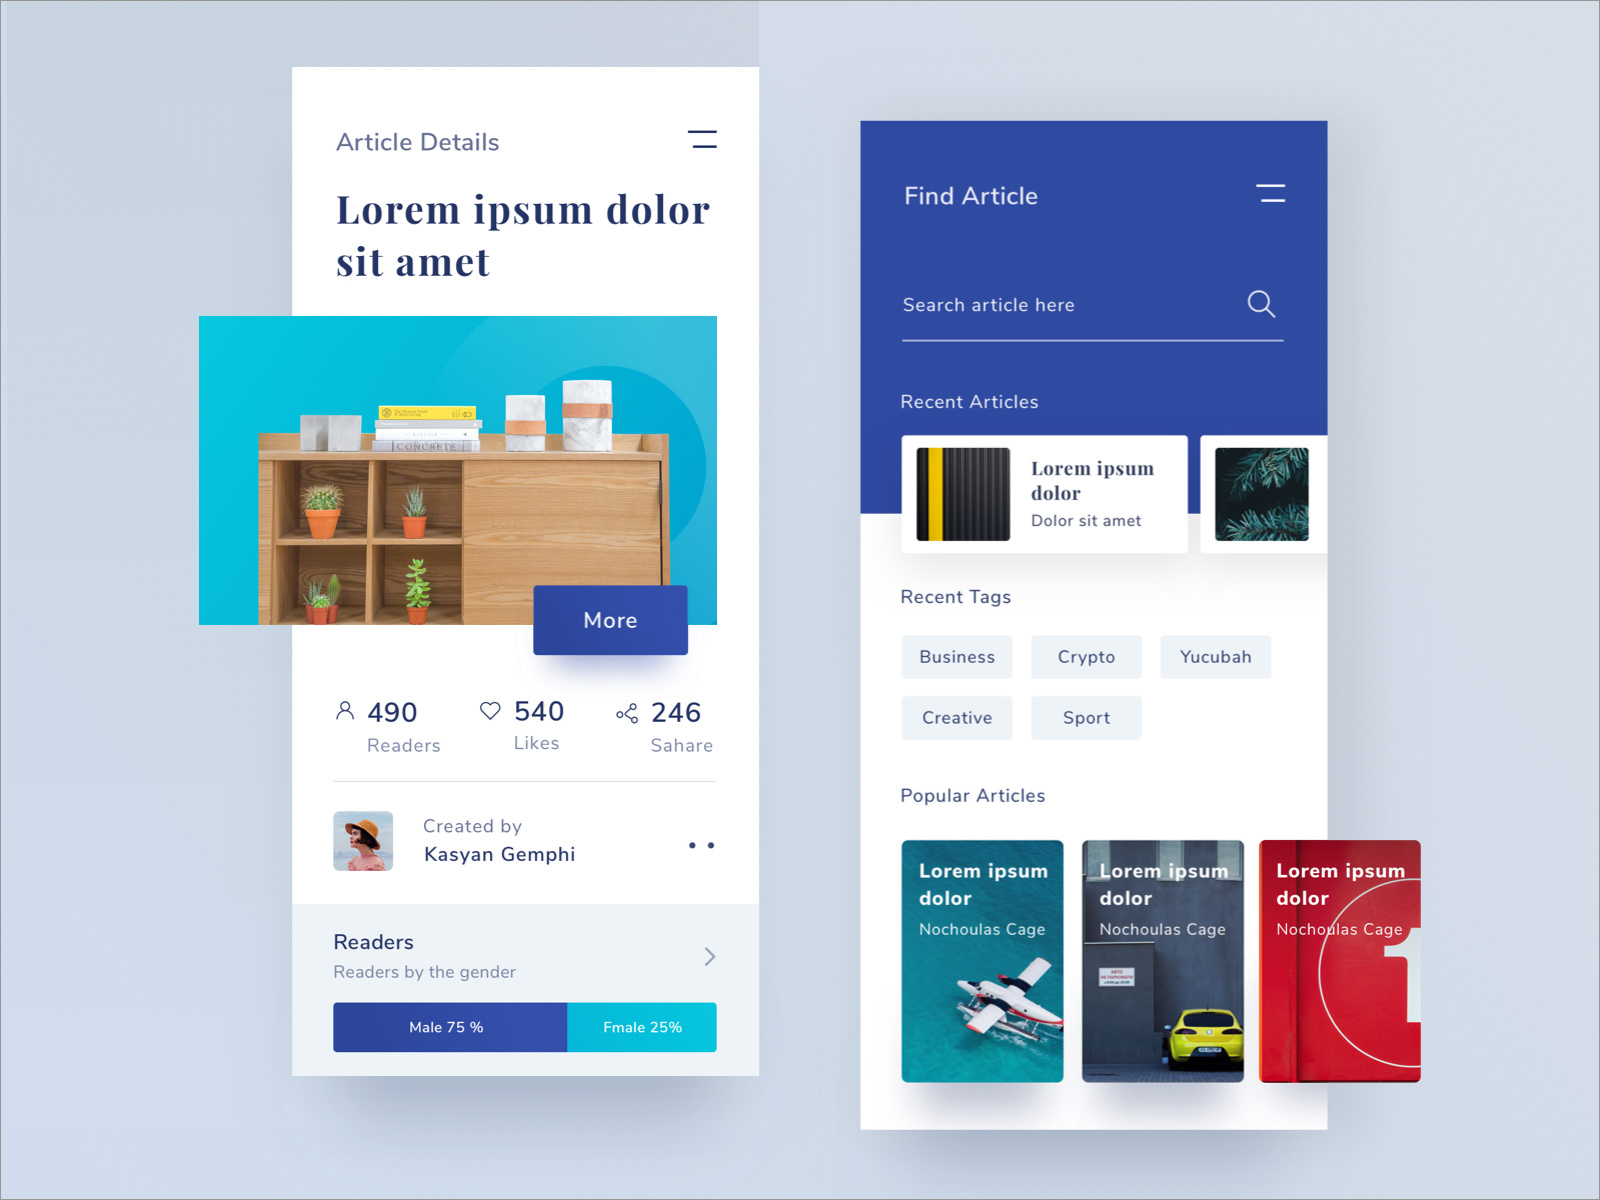 Article Details
Lorem ipsum dolor
sit amet
CONCRETE
More
490
Readers
540
Likes
246
Sahare
Created by
Kasyan Gemphi
Readers
Readers by the gender
Male 75 %
Fmale 25%
Find Article
Search article here
Recent Articles
Lorem ipsum
dolor
Dolor sit amet
Recent Tags
Business
Crypto
Yucubah
Creative
Sport
Popular Articles
Lorem ipsum
dolor
Nochoulas Cage
Lorem ipsum
dolor
Nochoulas Cage
Lorem ipsum
dolor
Nochoulas Cage
1